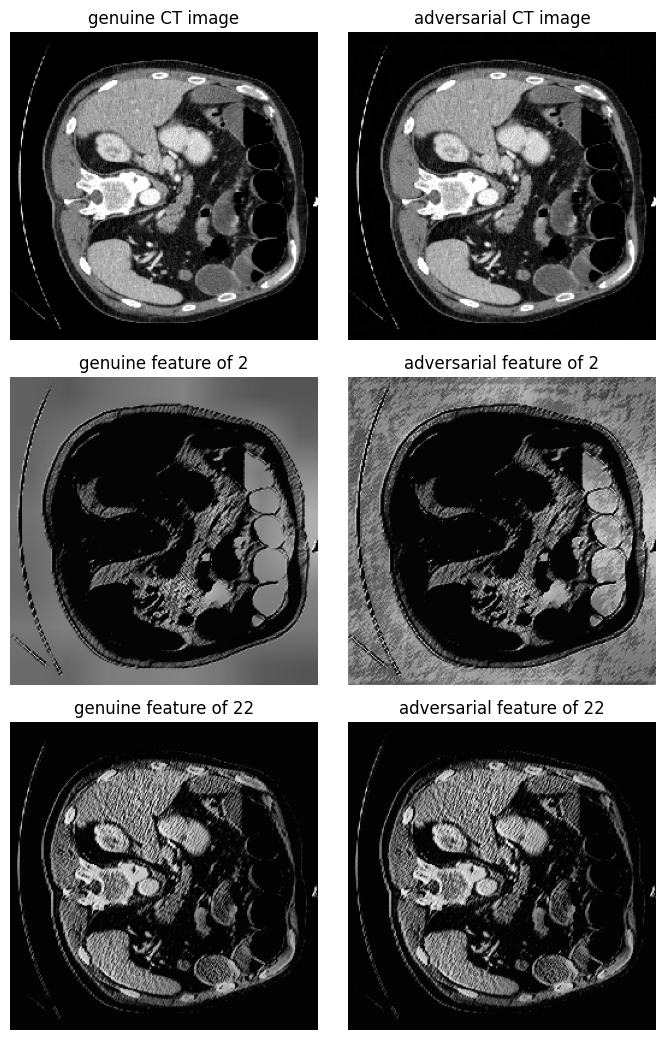 genuine CT image
adversarial CT image
genuine feature of 2
adversarial feature of 2
genuine feature of 22
adversarial feature of 22